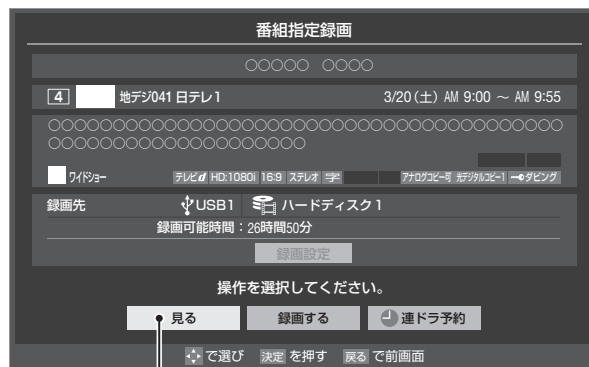 番組指定録画
○○○○○ ○○○○
4 地デジ041 日テレ1 3/20(土) AM 9:00 ~ AM 9:55
○○○○○○○○○○○○○○○○○○○○○○○○○○○○○○○○○○○○○○○
○○○○○○○○○○○○○○○○○○○
ワイドショー テレビd HD:1080i 16:9 ステレオ 字 アナログコピー可 光デジタルコピー1 ダビング
録画先 USB1 ハードディスク1
録画可能時間:26時間50分
録画設定
操作を選択してください。
見る 録画する 連ドラ予約
で選び 決定 を押す 戻る で前画面